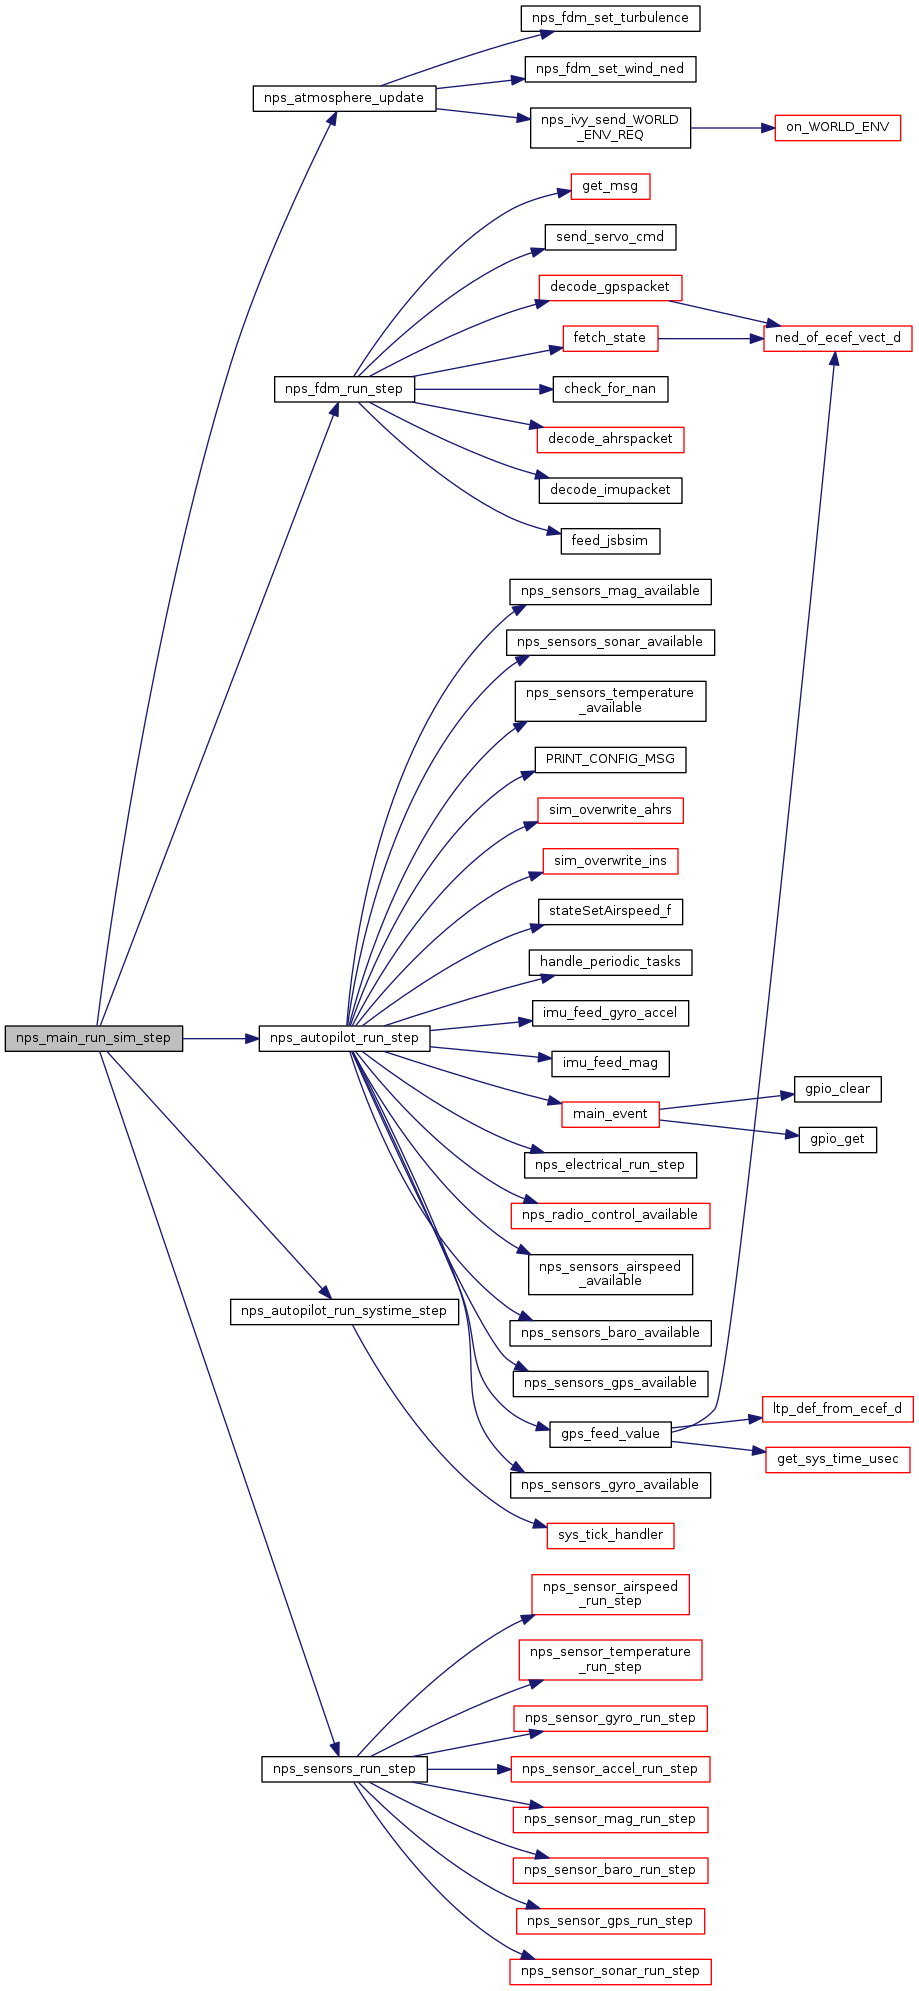 nps_fdm_set_turbulence
nps_fdm_set_wind_ned
nps_atmosphere_update
nps_ivy_send_WORLD
_ENV_REQ
on_WORLD_ENV
get_msg
send_servo_cmd
decode_gpspacket
fetch_state
ned_of_ecef_vect_d
nps_fdm_run_step
check_for_nan
decode_ahrspacket
decode_imupacket
feed_jsbsim
nps_sensors_mag_available
nps_sensors_sonar_available
nps_sensors_temperature
_available
PRINT_CONFIG_MSG
sim_overwrite_ahrs
sim_overwrite_ins
stateSetAirspeed_f
handle_periodic_tasks
imu_feed_gyro_accel
nps_main_run_sim_step
nps_autopilot_run_step
imu_feed_mag
gpio_clear
main_event
gpio_get
nps_electrical_run_step
nps_radio_control_available
nps_sensors_airspeed
_available
nps_autopilot_run_systime_step
nps_sensors_baro_available
nps_sensors_gps_available
ltp_def_from_ecef_d
gps_feed_value
get_sys_time_usec
nps_sensors_gyro_available
sys_tick_handler
nps_sensor_airspeed
_run_step
nps_sensor_temperature
_run_step
nps_sensor_gyro_run_step
nps_sensors_run_step
nps_sensor_accel_run_step
nps_sensor_mag_run_step
nps_sensor_baro_run_step
nps_sensor_gps_run_step
nps_sensor_sonar_run_step